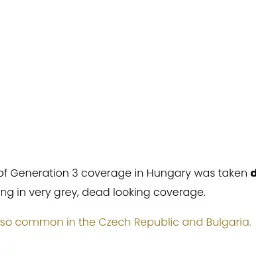 of Generation 3 coverage in Hungary was taken
ng in very grey, dead looking coverage.
so common in the Czech Republic and Bulgaria.